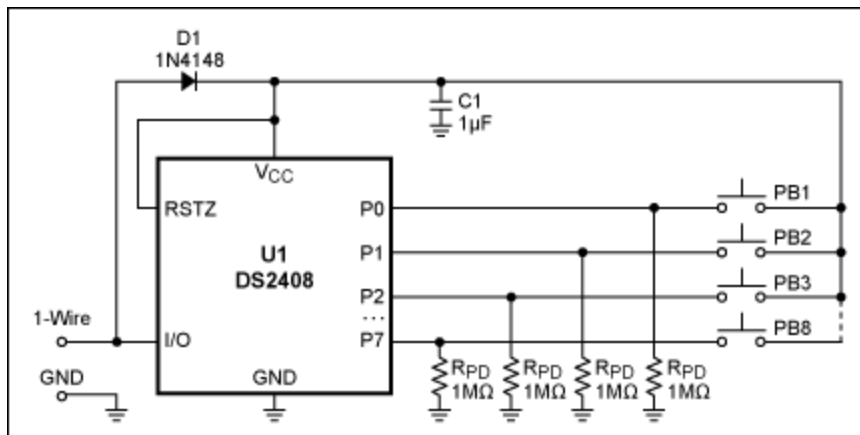 D1
1N4148
C1
1µF
VCC
RSTZ
P0
PB1
U1
DS2408
P1
PB2
P2
PB3
...
1-Wire
I/O
P7
PB8
GND
GND
RPD
1MΩ
RPD
1MΩ
RPD
1MΩ
RPD
1MΩ